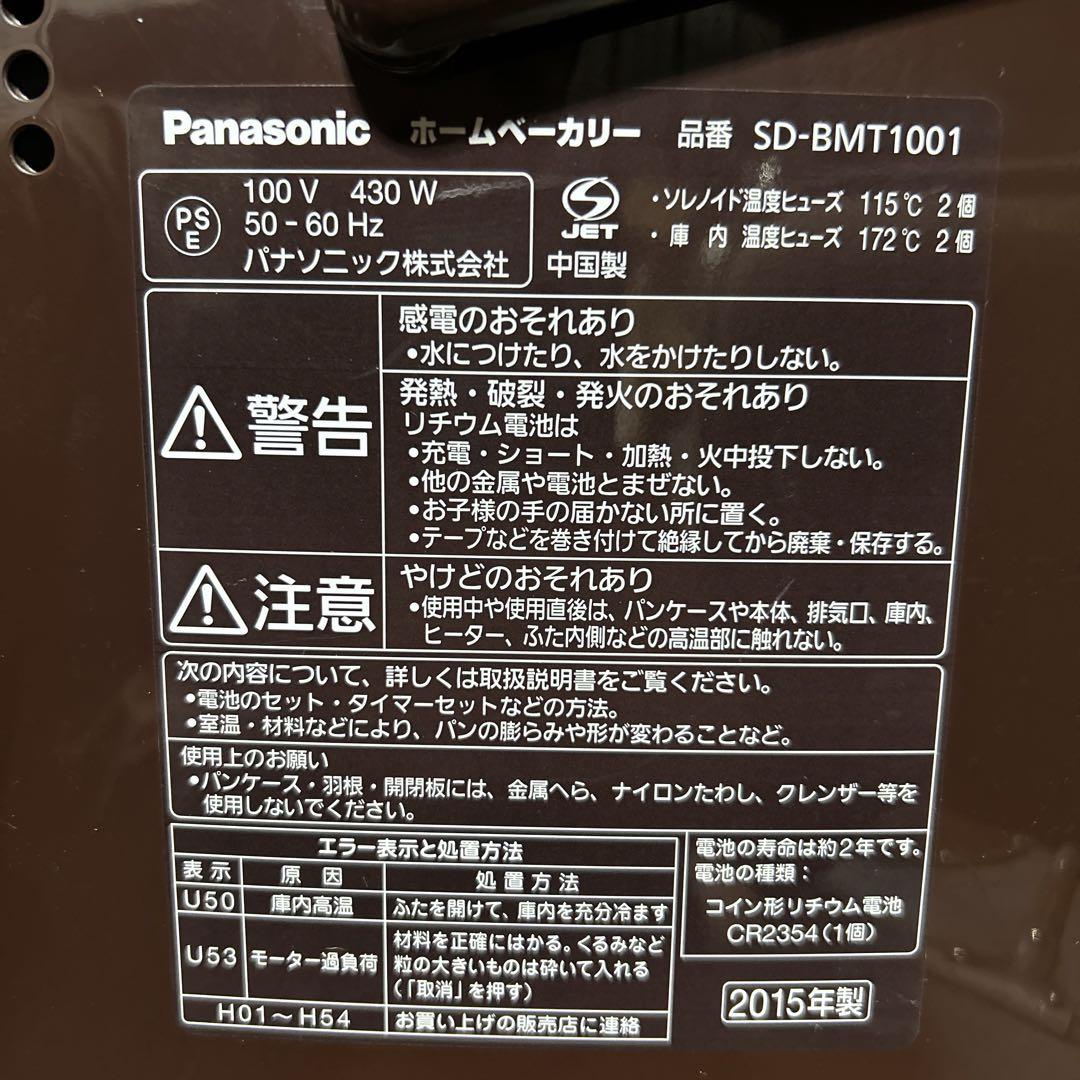 Panasonic ホームベーカリー 品番 SD-BMT1001
PS E
100 V 430 W
50 - 60 Hz
パナソニック株式会社
JET
中国製
・ソレノイド温度ヒューズ 115℃ 2個
・庫 内 温度ヒューズ 172℃ 2個
警告
感電のおそれあり
●水につけたり、水をかけたりしない。
発熱・破裂・発火のおそれあり
リチウム電池は
●充電・ショート・加熱・火中投下しない。
●他の金属や電池とまぜない。
●お子様の手の届かない所に置く。
●テープなどを巻き付けて絶縁してから廃棄・保存する。
注意
やけどのおそれあり
●使用中や使用直後は、パンケースや本体、排気口、庫内、
ヒーター、ふた内側などの高温部に触れない。
次の内容について、詳しくは取扱説明書をご覧ください。
●電池のセット・タイマーセットなどの方法。
●室温・材料などにより、パンの膨らみや形が変わることなど。
使用上のお願い
●パンケース・羽根・開閉板には、金属へら、ナイロンたわし、クレンザー等を
使用しないでください。
エラー表示と処置方法
表示 原因 処置方法
U50 庫内高温 ふたを開けて、庫内を充分冷ます
U53 モーター過負荷 材料を正確にはかる。くるみなど
粒の大きいものは砕いて入れる
(「取消」を押す)
H01～H54 お買い上げの販売店に連絡
電池の寿命は約2年です。
電池の種類：
コイン形リチウム電池
CR2354(1個)
2015年製